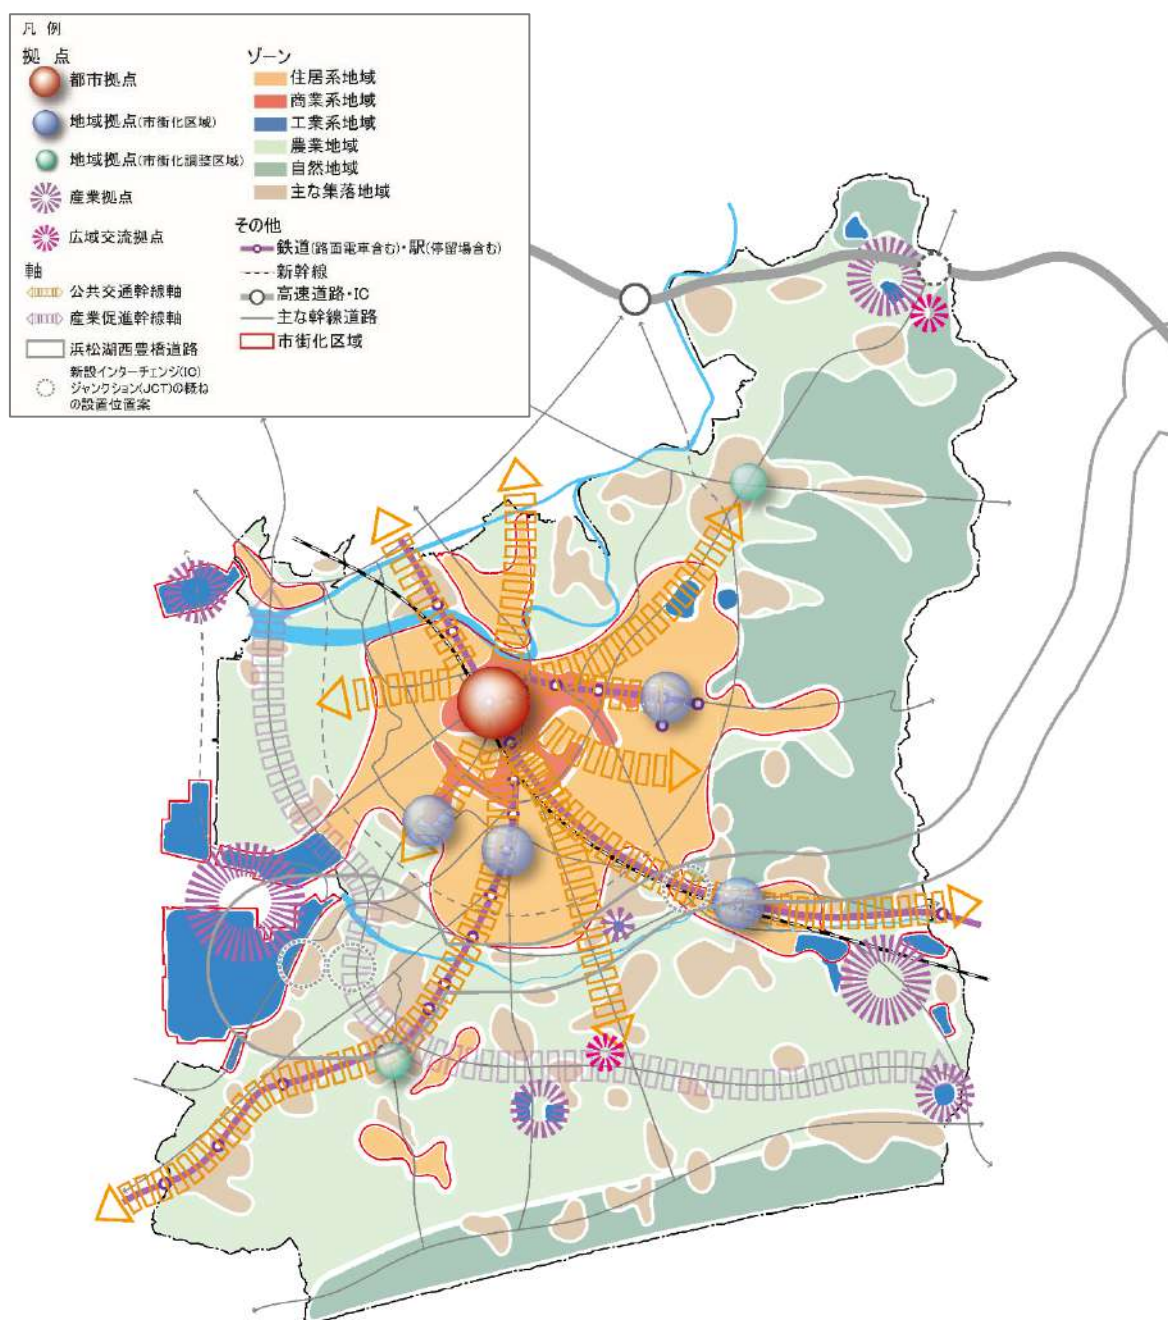 凡 例
拠 点
都市拠点
地域拠点(市街化区域)
地域拠点(市街化調整区域)
産業拠点
広域交流拠点
軸
公共交通幹線軸
産業促進幹線軸
浜松湖西豊橋道路
新設インターチェンジ(IC)
ジャンクション(JCT)の概ね
の設置位置案
ゾーン
住居系地域
商業系地域
工業系地域
農業地域
自然地域
主な集落地域
その他
鉄道(路面電車含む)・駅(停留場含む)
新幹線
高速道路・IC
主な幹線道路
市街化区域